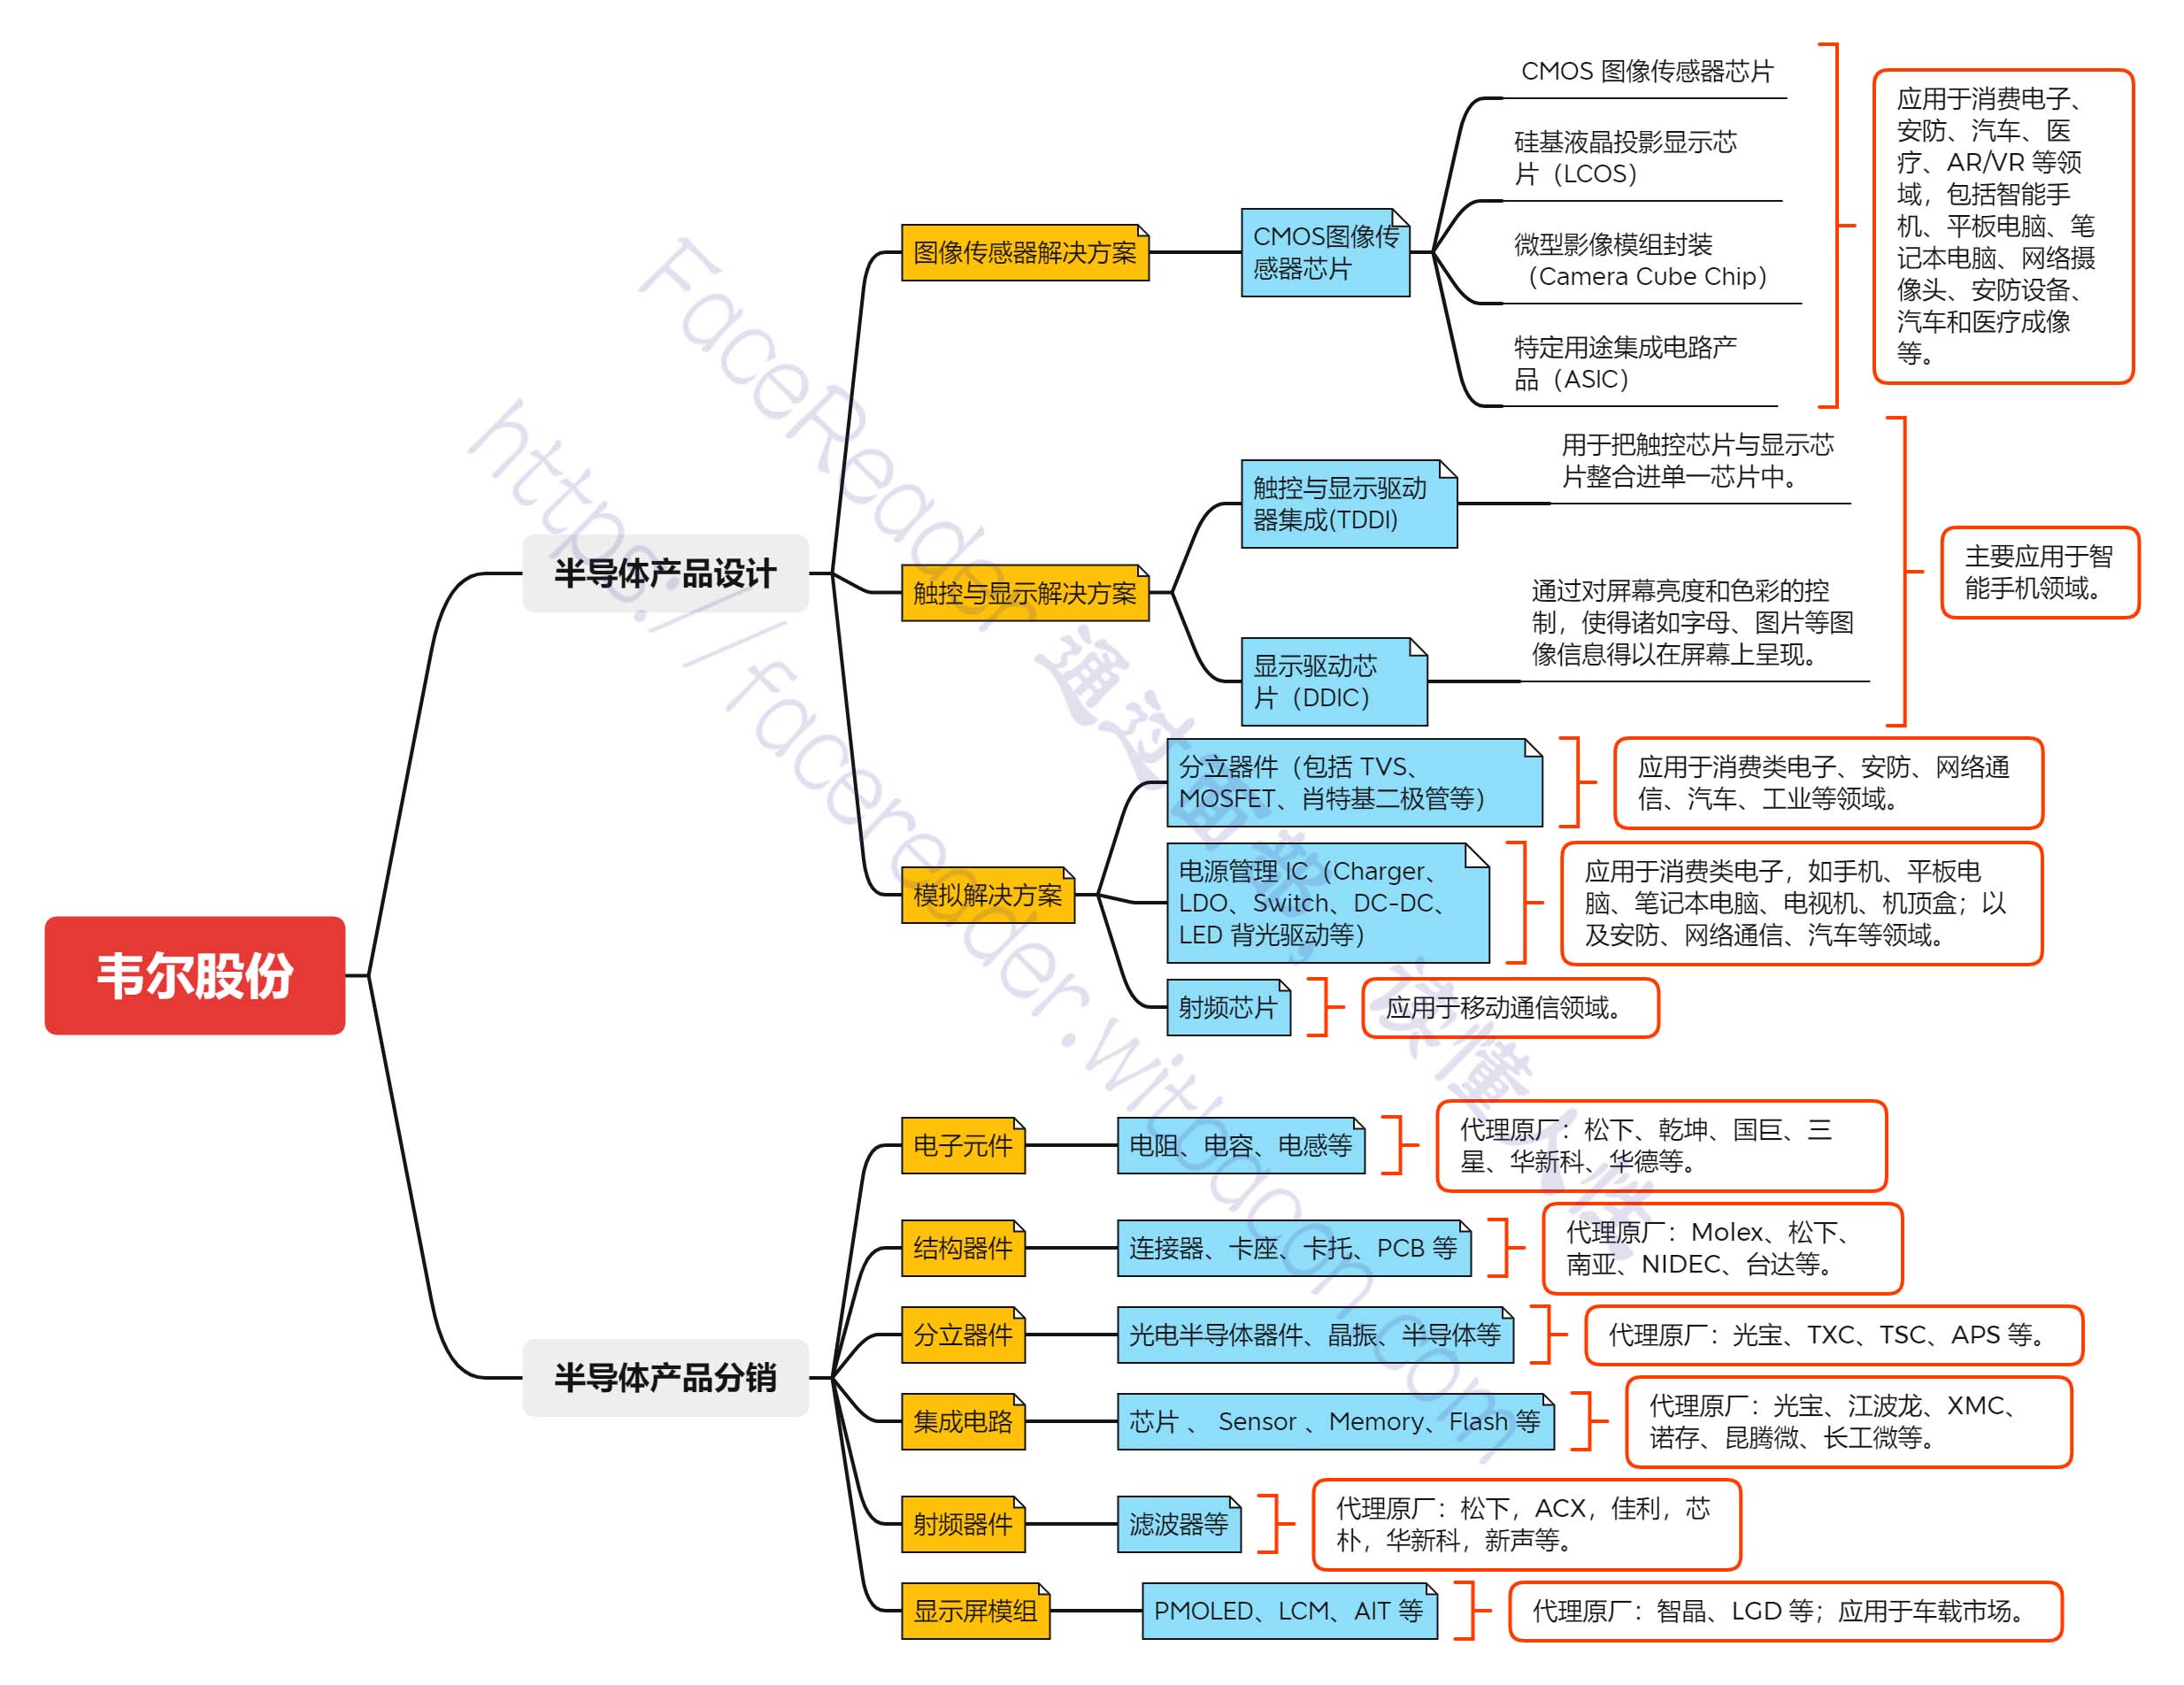 韦尔股份
半导体产品设计
图像传感器解决方案
CMOS图像传
感器芯片
CMOS 图像传感器芯片
硅基液晶投影显示芯
片（LCOS）
微型影像模组封装
（Camera Cube Chip）
特定用途集成电路产
品（ASIC）
应用于消费电子、
安防、汽车、医
疗、AR/VR 等领
域，包括智能手
机、平板电脑、笔
记本电脑、网络摄
像头、安防设备、
汽车和医疗成像
等。
触控与显示解决方案
触控与显示驱动
器集成(TDDI)
用于把触控芯片与显示芯
片整合进单一芯片中。
显示驱动芯
片（DDIC）
通过对屏幕亮度和色彩的控
制，使得诸如字母、图片等图
像信息得以在屏幕上呈现。
主要应用于智
能手机领域。
模拟解决方案
分立器件（包括 TVS、
MOSFET、肖特基二极管等）
应用于消费类电子、安防、网络通
信、汽车、工业等领域。
电源管理 IC（Charger、
LDO、Switch、DC-DC、
LED 背光驱动等）
应用于消费类电子，如手机、平板电
脑、笔记本电脑、电视机、机顶盒；以
及安防、网络通信、汽车等领域。
射频芯片
应用于移动通信领域。
半导体产品分销
电子元件
电阻、电容、电感等
代理原厂：松下、乾坤、国巨、三
星、华新科、华德等。
结构器件
连接器、卡座、卡托、PCB 等
代理原厂：Molex、松下、
南亚、NIDEC、台达等。
分立器件
光电半导体器件、晶振、半导体等
代理原厂：光宝、TXC、TSC、APS 等。
集成电路
芯片 、 Sensor 、Memory、Flash 等
代理原厂：光宝、江波龙、XMC、
诺存、昆腾微、长工微等。
射频器件
滤波器等
代理原厂：松下，ACX，佳利，芯
朴，华新科，新声等。
显示屏模组
PMOLED、LCM、AIT 等
代理原厂：智晶、LGD 等；应用于车载市场。
FaceReader 通过面部，读懂人性
https://facereader.witbacon.com